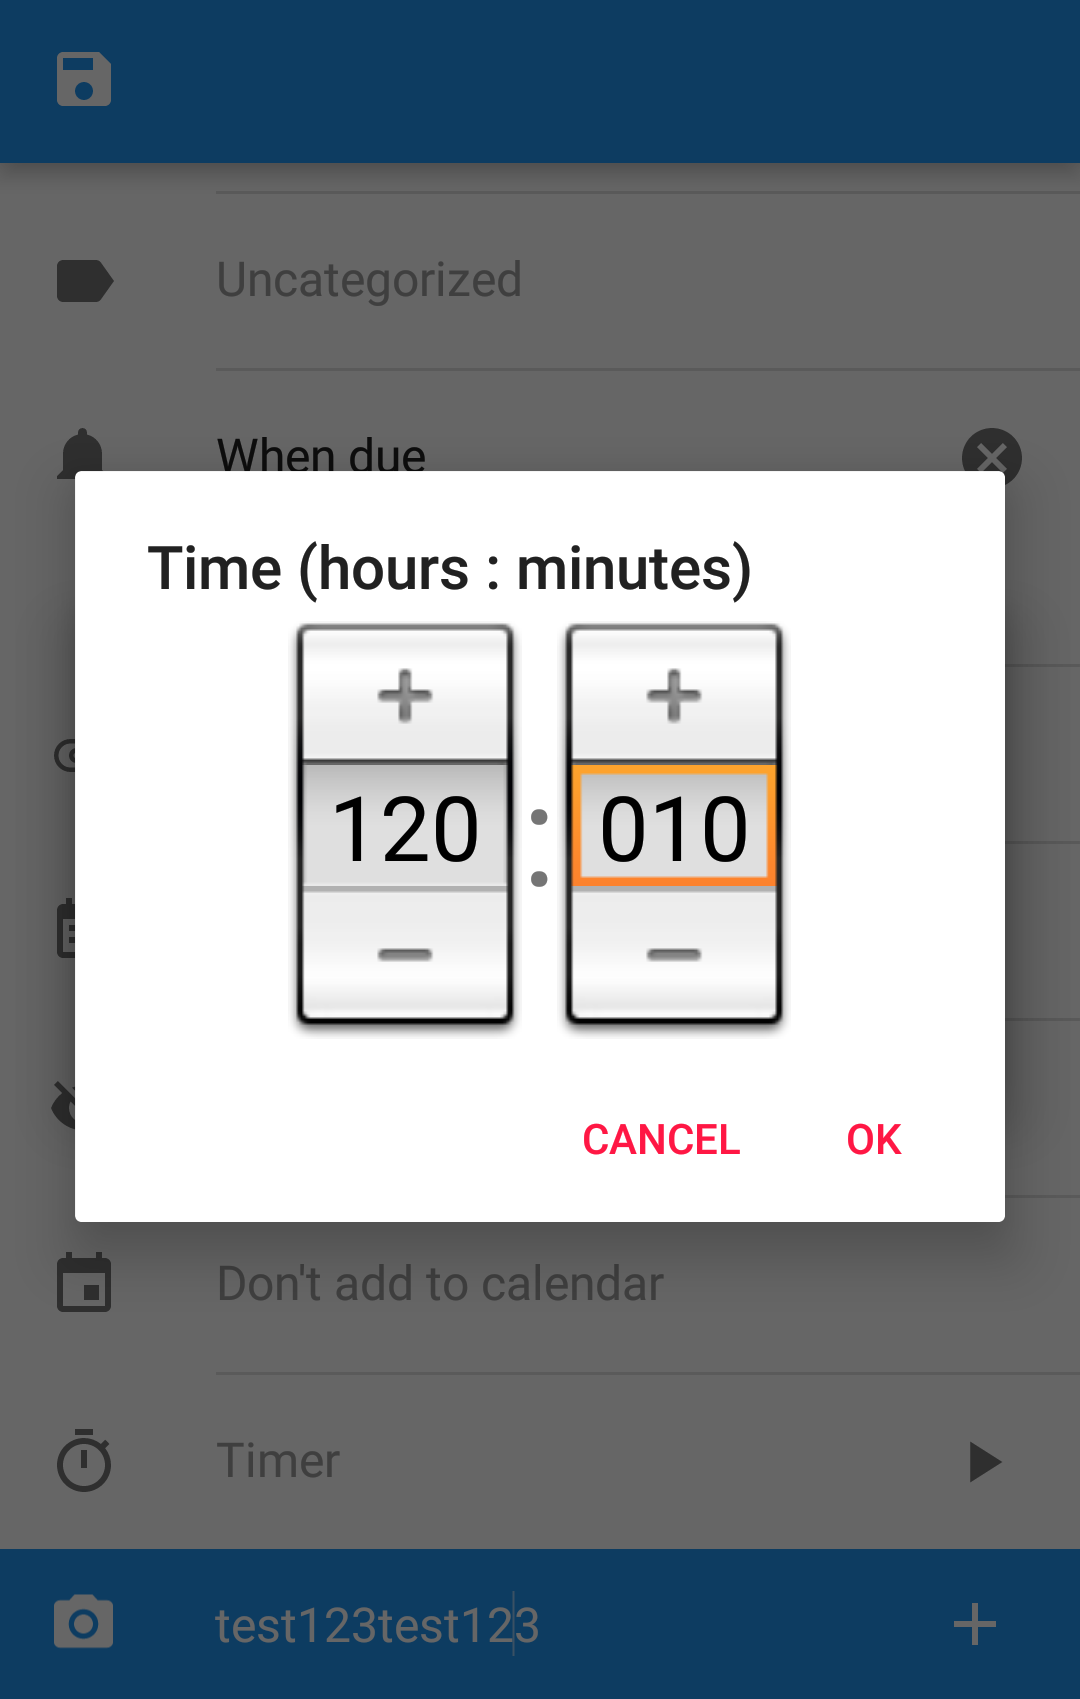 Uncategorized
When due
Time (hours : minutes)
120 : 010
CANCEL OK
Don't add to calendar
Timer
test123test123